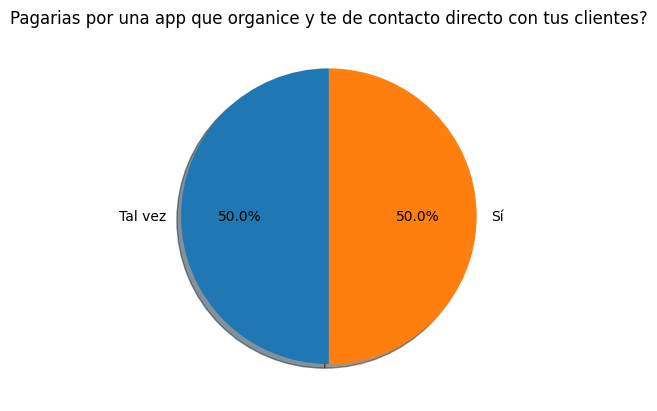 Pagarias por una app que organice y te de contacto directo con tus clientes?
Tal vez
50.0%
50.0%
Sí